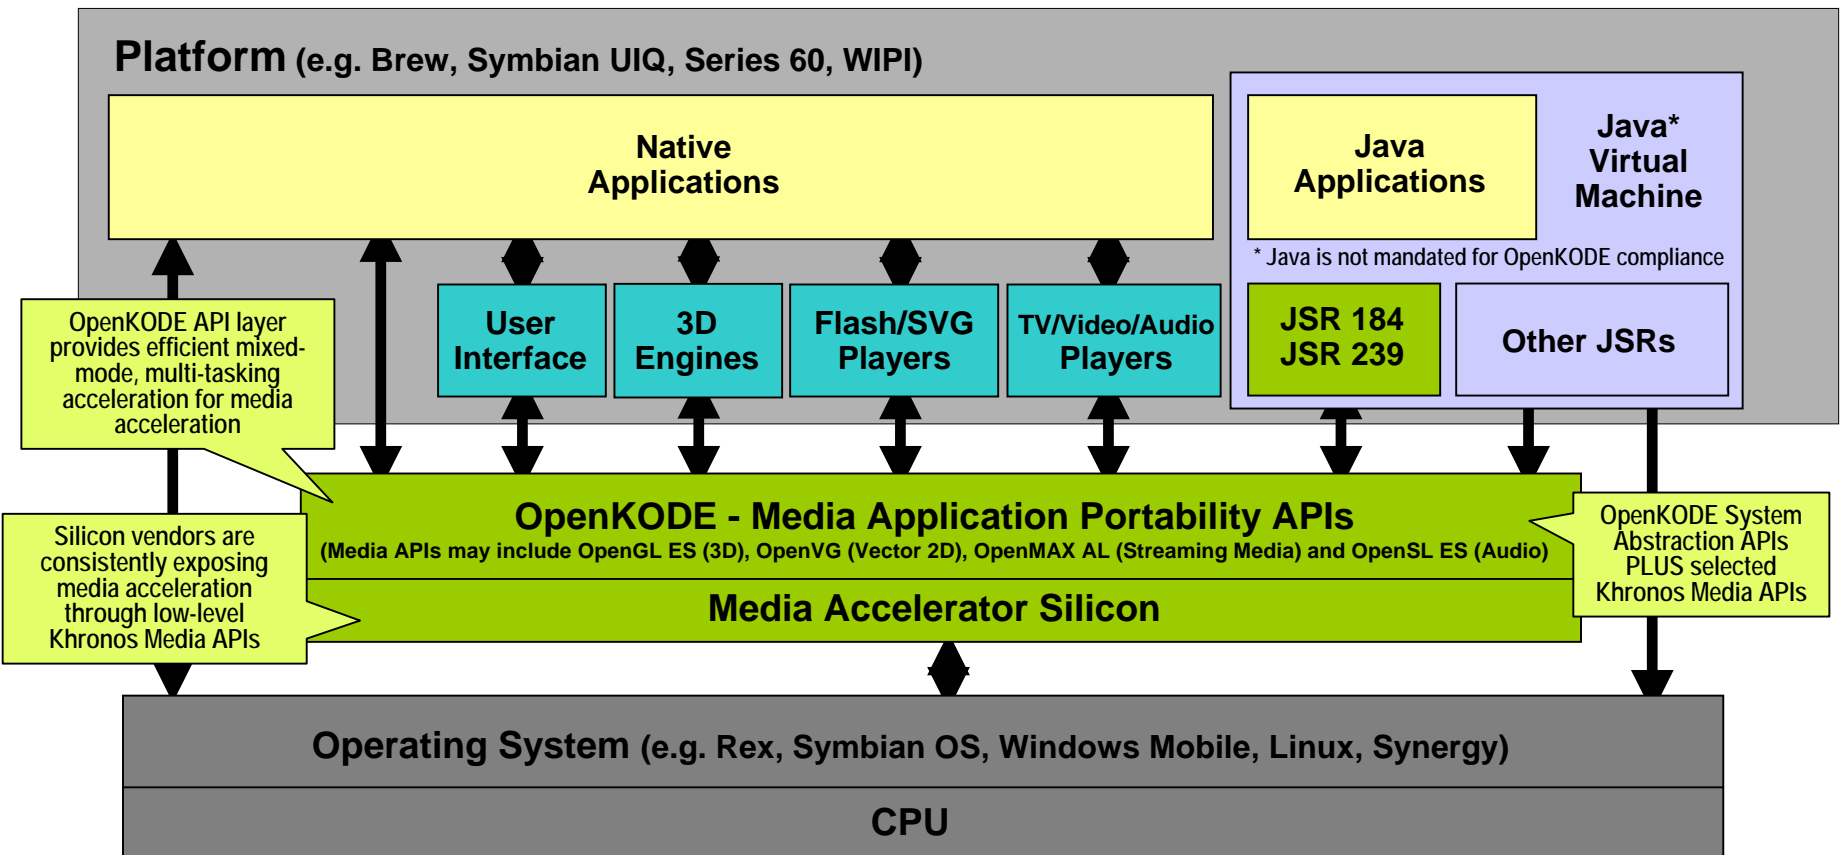 Platform (e.g. Brew, Symbian UIQ, Series 60, WIPI)
Native
Applications
Java
Applications
Java*
Virtual
Machine
* Java is not mandated for OpenKODE compliance
User
Interface
3D
Engines
Flash/SVG
Players
TV/Video/Audio
Players
JSR 184
JSR 239
Other JSRs
OpenKODE API layer
provides efficient mixed-
mode, multi-tasking
acceleration for media
acceleration
Silicon vendors are
consistently exposing
media acceleration
through low-level
Khronos Media APIs
OpenKODE - Media Application Portability APIs
(Media APIs may include OpenGL ES (3D), OpenVG (Vector 2D), OpenMAX AL (Streaming Media) and OpenSL ES (Audio)
Media Accelerator Silicon
OpenKODE System
Abstraction APIs
PLUS selected
Khronos Media APIs
Operating System (e.g. Rex, Symbian OS, Windows Mobile, Linux, Synergy)
CPU